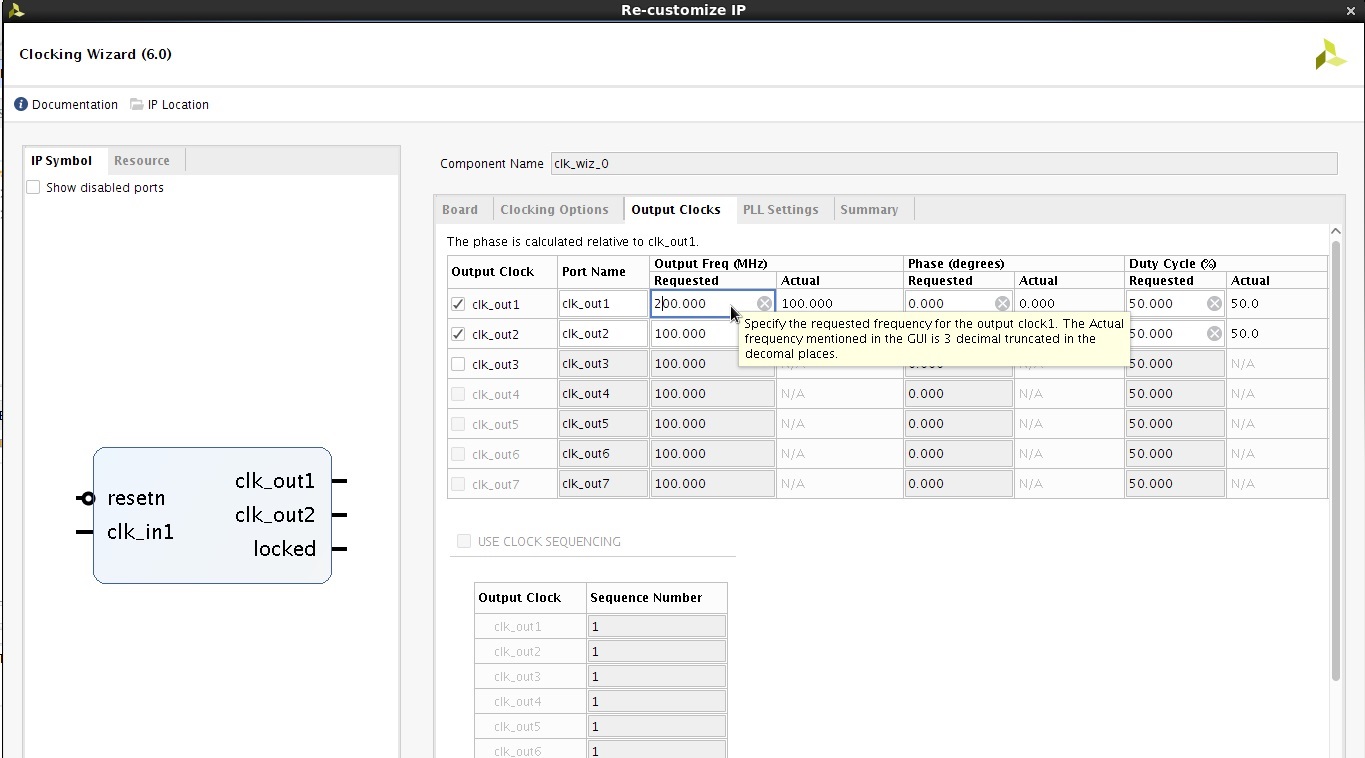 Re-customize IP
Clocking Wizard (6.0)
Documentation IP Location
IP Symbol Resource
Show disabled ports
resetn
clk_in1
clk_out1
clk_out2
locked
Component Name clk_wiz_0
Board Clocking Options Output Clocks PLL Settings Summary
The phase is calculated relative to clk_out1.
Output Clock Port Name Output Freq (MHz) Phase (degrees) Duty Cycle (%)
Requested Actual Requested Actual Requested Actual
clk_out1 clk_out1 200.000 100.000 0.000 0.000 50.000 50.0
clk_out2 clk_out2 100.000 50.000 50.0
Specify the requested frequency for the output clock1. The Actual
frequency mentioned in the GUI is 3 decimal truncated in the
decomal places.
clk_out3 clk_out3 100.000 N/A 0.000 N/A 50.000 N/A
clk_out4 clk_out4 100.000 N/A 0.000 N/A 50.000 N/A
clk_out5 clk_out5 100.000 N/A 0.000 N/A 50.000 N/A
clk_out6 clk_out6 100.000 N/A 0.000 N/A 50.000 N/A
clk_out7 clk_out7 100.000 N/A 0.000 N/A 50.000 N/A
USE CLOCK SEQUENCING
Output Clock Sequence Number
clk_out1 1
clk_out2 1
clk_out3 1
clk_out4 1
clk_out5 1
clk_out6 1